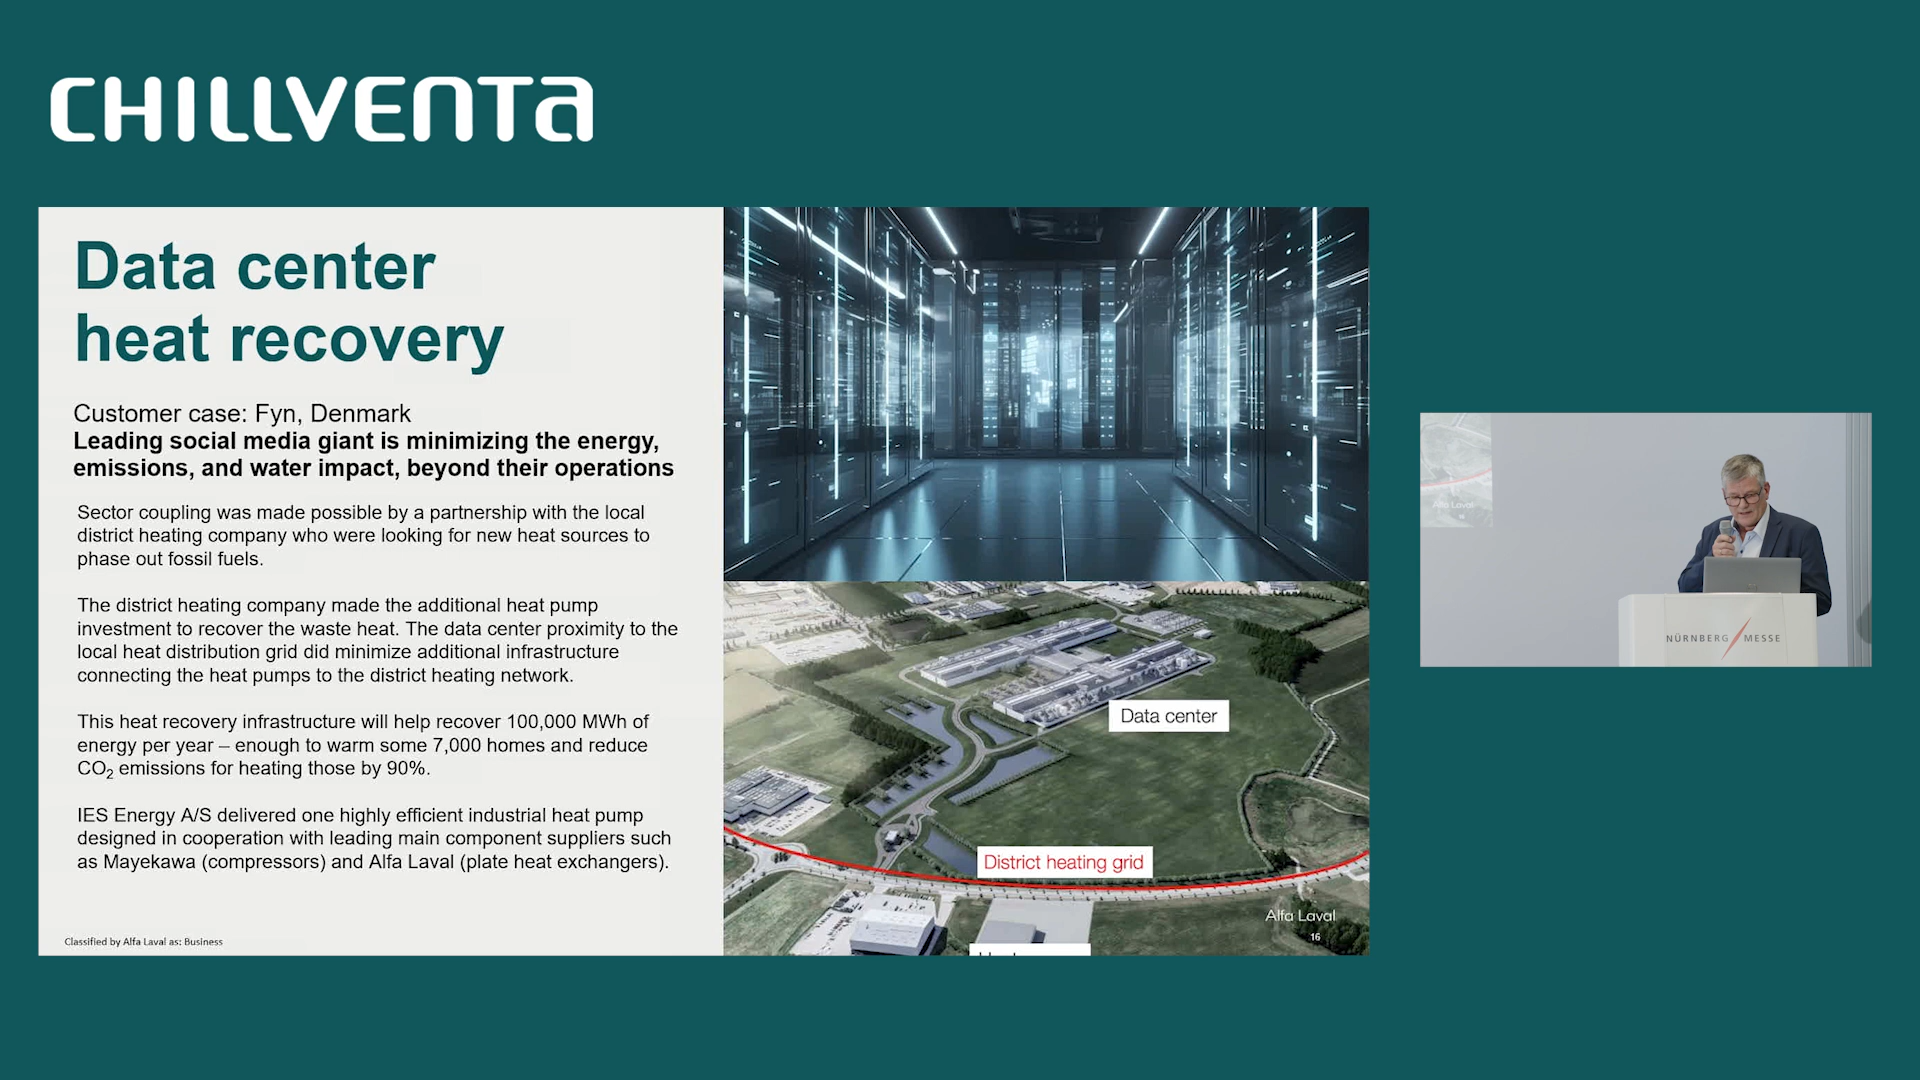 CHILLVENTA
Data center
heat recovery
Customer case: Fyn, Denmark
Leading social media giant is minimizing the energy,
emissions, and water impact, beyond their operations
Sector coupling was made possible by a partnership with the local
district heating company who were looking for new heat sources to
phase out fossil fuels.
The district heating company made the additional heat pump
investment to recover the waste heat. The data center proximity to the
local heat distribution grid did minimize additional infrastructure
connecting the heat pumps to the district heating network.
This heat recovery infrastructure will help recover 100,000 MWh of
energy per year – enough to warm some 7,000 homes and reduce
CO₂ emissions for heating those by 90%.
IES Energy A/S delivered one highly efficient industrial heat pump
designed in cooperation with leading main component suppliers such
as Mayekawa (compressors) and Alfa Laval (plate heat exchangers).
Classified by Alfa Laval as: Business
Data center
District heating grid
Alfa Laval
16
Alfa Laval
NÜRNBERG MESSE